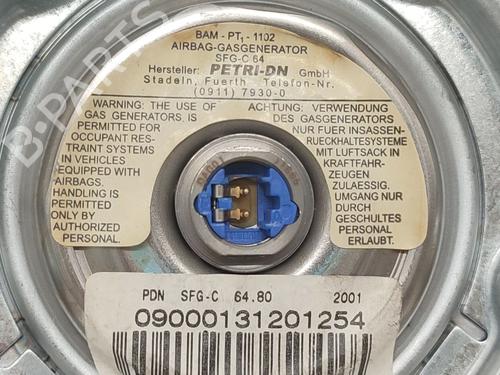 BAM - PT₁ - 1102
AIRBAG-GASGENERATOR
SFG-C 64
Hersteller: PETRI-DN GmbH
Stadeln, Fuerth Telefon-Nr.
(0911) 7930-0
WARNING: THE USE OF
GAS GENERATORS IS
PERMITTED FOR
OCCUPANT RES-
TRAINT SYSTEMS
IN VEHICLES
EQUIPPED WITH
AIRBAGS.
HANDLING IS
PERMITTED
ONLY BY
AUTHORIZED
PERSONAL.
ACHTUNG: VERWENDUNG
DES GASGENERATORS
NUR FUER INSASSEN-
RUECKHALTESYSTEME
MIT LUFTSACK IN
KRAFTFAHR-
ZEUGEN
ZULAESSIG.
UMGANG NUR
DURCH
GESCHULTES
PERSONAL
ERLAUBT.
PDN SFG-C 64.80 2001
09000131201254
B-PARTS